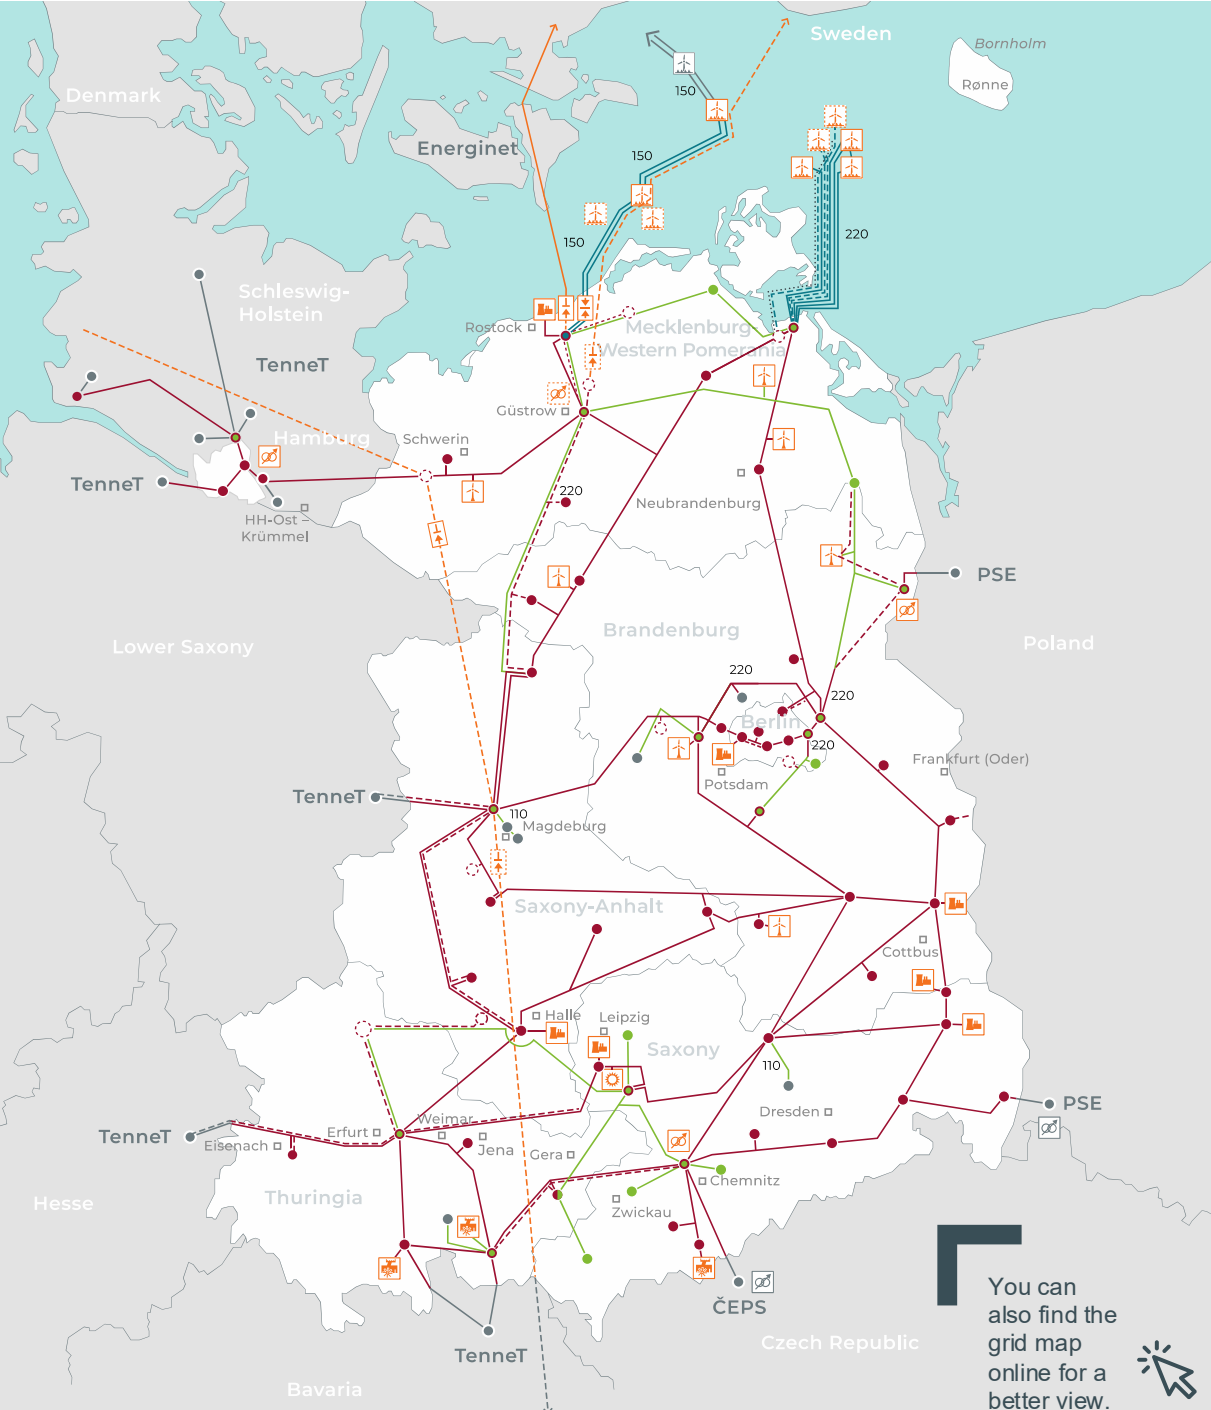 Sweden
Bornholm
Rønne
Denmark
150
Energinet
150
150
220
Schleswig-
Holstein
TenneT
Rostock
Mecklenburg-
Western Pomerania
Güstrow
Hamburg
Schwerin
TenneT
HH-Ost –
Krümmel
220
Neubrandenburg
PSE
Lower Saxony
Brandenburg
Poland
220
220
Berlin
220
Potsdam
Frankfurt (Oder)
TenneT
110
Magdeburg
Saxony-Anhalt
Cottbus
Halle
Leipzig
Saxony
110
Dresden
PSE
TenneT
Eisenach
Erfurt
Weimar
Jena
Gera
Chemnitz
Zwickau
Thuringia
Hesse
ČEPS
TenneT
Czech Republic
Bavaria
You can
also find the
grid map
online for a
better view.